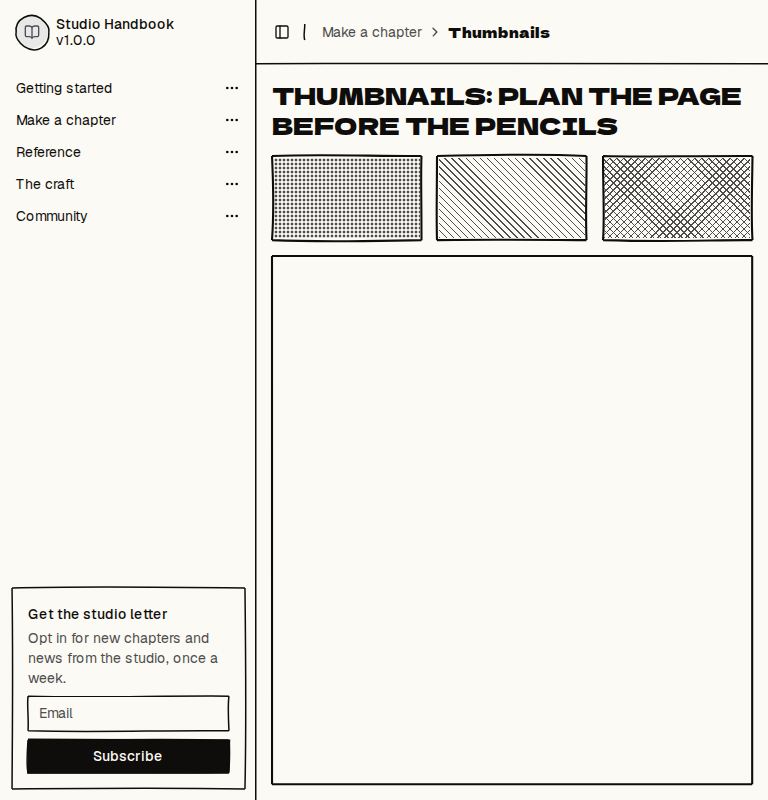 Studio Handbook
v1.0.0
Getting started
Make a chapter
Reference
The craft
Community
Get the studio letter
Opt in for new chapters and
news from the studio, once a
week.
Email
Subscribe
Make a chapter > Thumbnails
THUMBNAILS: PLAN THE PAGE
BEFORE THE PENCILS